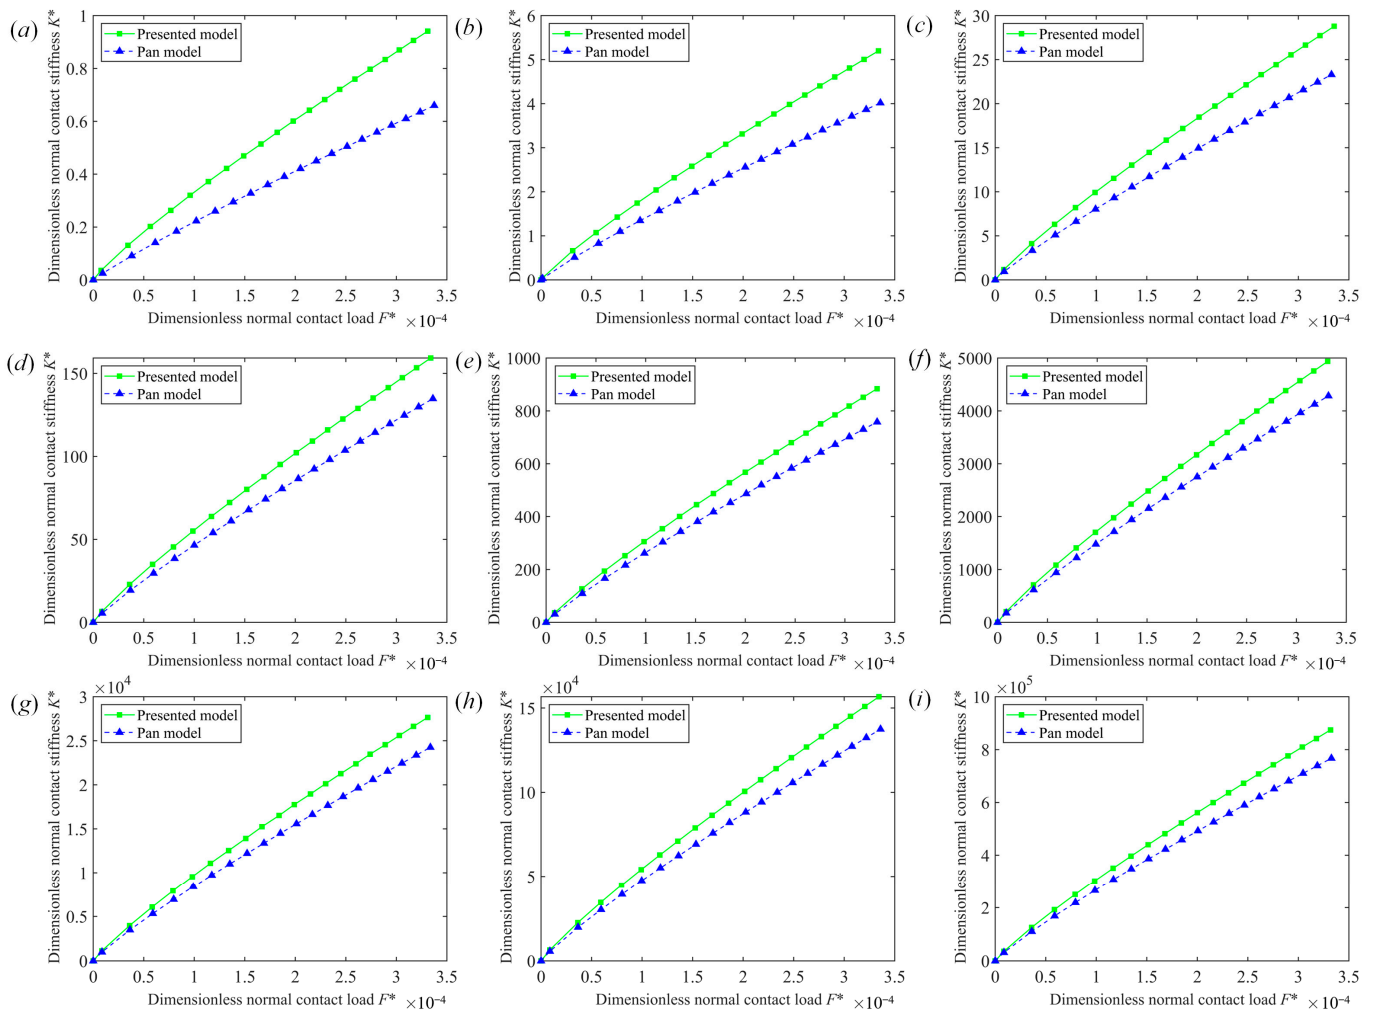 (a)
Dimensionless normal contact stiffness K*
1
0.8
0.6
0.4
0.2
0
Presented model
Pan model
0 0.5 1 1.5 2 2.5 3 3.5
Dimensionless normal contact load F* ×10⁻⁴
(b)
Dimensionless normal contact stiffness K*
6
5
4
3
2
1
0
Presented model
Pan model
0 0.5 1 1.5 2 2.5 3 3.5
Dimensionless normal contact load F* ×10⁻⁴
(c)
Dimensionless normal contact stiffness K*
30
25
20
15
10
5
0
Presented model
Pan model
0 0.5 1 1.5 2 2.5 3 3.5
Dimensionless normal contact load F* ×10⁻⁴
(d)
Dimensionless normal contact stiffness K*
150
100
50
0
Presented model
Pan model
0 0.5 1 1.5 2 2.5 3 3.5
Dimensionless normal contact load F* ×10⁻⁴
(e)
Dimensionless normal contact stiffness K*
1000
800
600
400
200
0
Presented model
Pan model
0 0.5 1 1.5 2 2.5 3 3.5
Dimensionless normal contact load F* ×10⁻⁴
(f)
Dimensionless normal contact stiffness K*
5000
4000
3000
2000
1000
0
Presented model
Pan model
0 0.5 1 1.5 2 2.5 3 3.5
Dimensionless normal contact load F* ×10⁻⁴
(g)
Dimensionless normal contact stiffness K*
×10⁴
3
2.5
2
1.5
1
0.5
0
Presented model
Pan model
0 0.5 1 1.5 2 2.5 3 3.5
Dimensionless normal contact load F* ×10⁻⁴
(h)
Dimensionless normal contact stiffness K*
×10⁴
15
10
5
0
Presented model
Pan model
0 0.5 1 1.5 2 2.5 3 3.5
Dimensionless normal contact load F* ×10⁻⁴
(i)
Dimensionless normal contact stiffness K*
×10⁵
10
8
6
4
2
0
Presented model
Pan model
0 0.5 1 1.5 2 2.5 3 3.5
Dimensionless normal contact load F* ×10⁻⁴